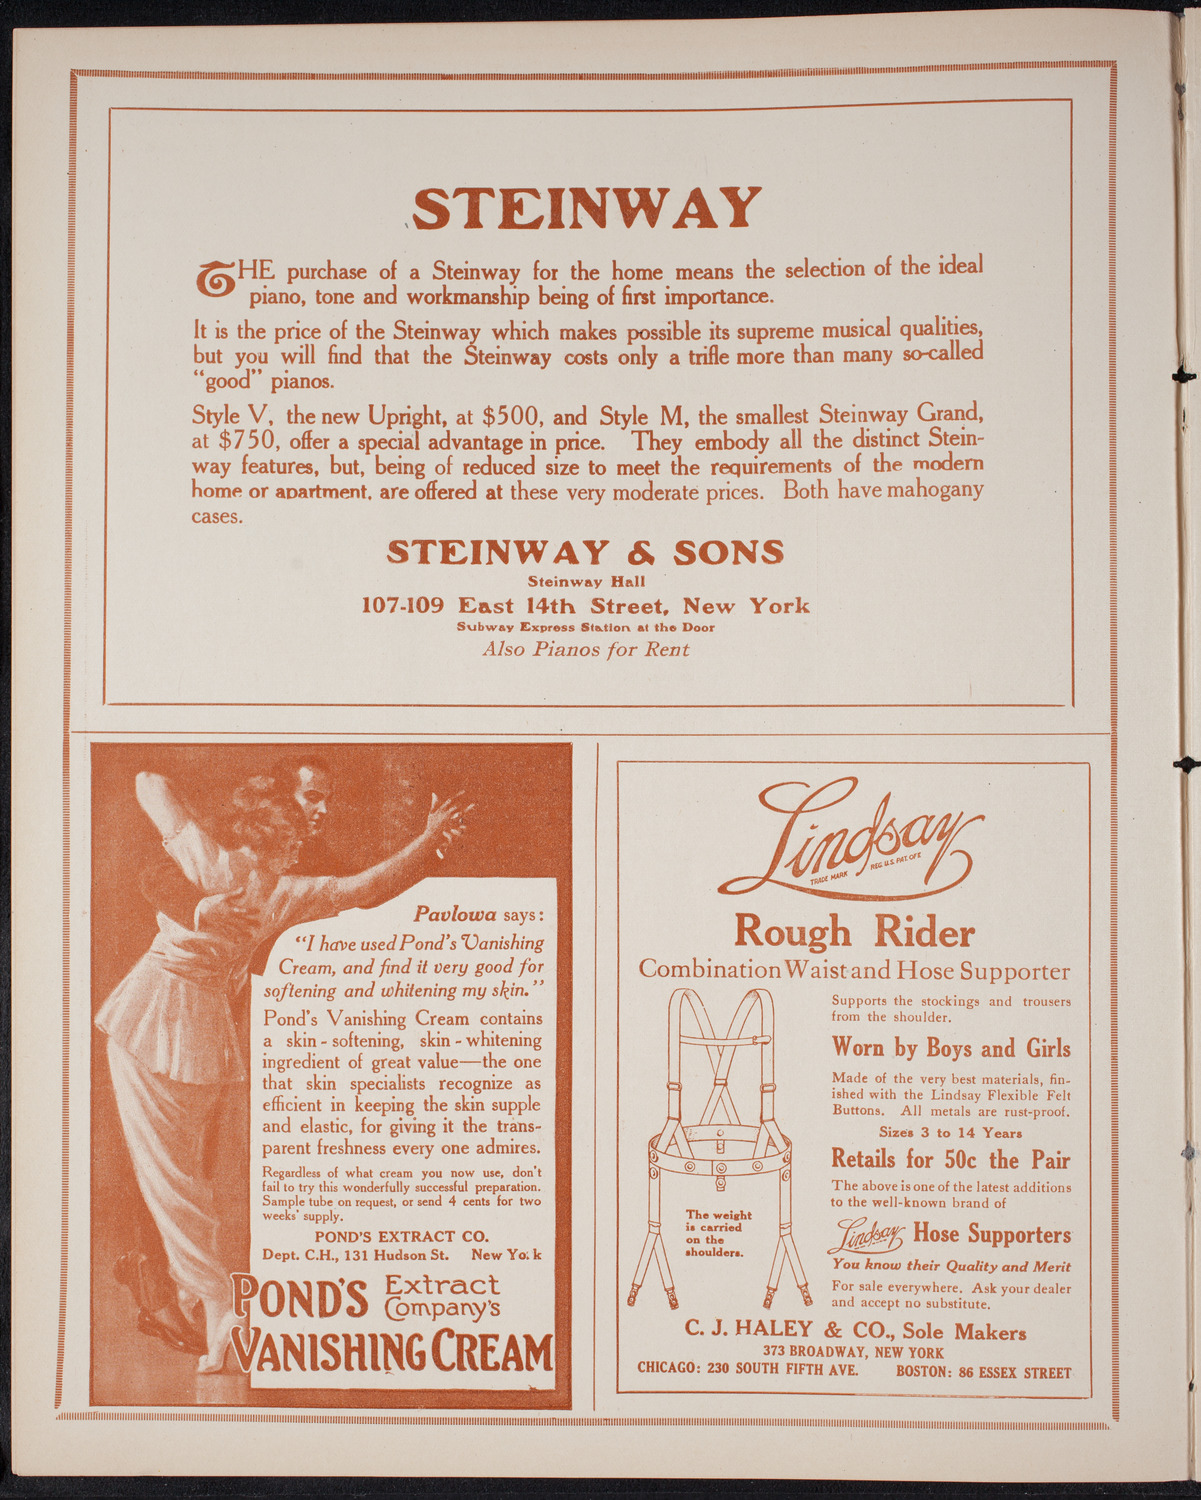 STEINWAY
THE purchase of a Steinway for the home means the selection of the ideal
piano, tone and workmanship being of first importance.
It is the price of the Steinway which makes possible its supreme musical qualities,
but you will find that the Steinway costs only a trifle more than many so-called
"good" pianos.
Style V, the new Upright, at $500, and Style M, the smallest Steinway Grand,
at $750, offer a special advantage in price. They embody all the distinct Stein-
way features, but, being of reduced size to meet the requirements of the modern
home or apartment, are offered at these very moderate prices. Both have mahogany
cases.
STEINWAY & SONS
Steinway Hall
107-109 East 14th Street, New York
Subway Express Station at the Door
Also Pianos for Rent
Pavlowa says:
"I have used Pond's Vanishing
Cream, and find it very good for
softening and whitening my skin."
Pond's Vanishing Cream contains
a skin-softening, skin-whitening
ingredient of great value—the one
that skin specialists recognize as
efficient in keeping the skin supple
and elastic, for giving it the trans-
parent freshness every one admires.
Regardless of what cream you now use, don't
fail to try this wonderfully successful preparation.
Sample tube on request, or send 4 cents for two
weeks' supply.
POND'S EXTRACT CO.
Dept. C.H., 131 Hudson St. New Yo.k
POND'S Extract
Company's
VANISHING CREAM
Lindsay
TRADE MARK REG. U.S. PAT. OFF.
Rough Rider
Combination Waist and Hose Supporter
Supports the stockings and trousers
from the shoulder.
Worn by Boys and Girls
Made of the very best materials, fin-
ished with the Lindsay Flexible Felt
Buttons. All metals are rust-proof.
Sizes 3 to 14 Years
Retails for 50c the Pair
The above is one of the latest additions
to the well-known brand of
Lindsay Hose Supporters
You know their Quality and Merit
For sale everywhere. Ask your dealer
and accept no substitute.
The weight
is carried
on the
shoulders.
C. J. HALEY & CO., Sole Makers
373 BROADWAY, NEW YORK
CHICAGO: 230 SOUTH FIFTH AVE. BOSTON: 86 ESSEX STREET